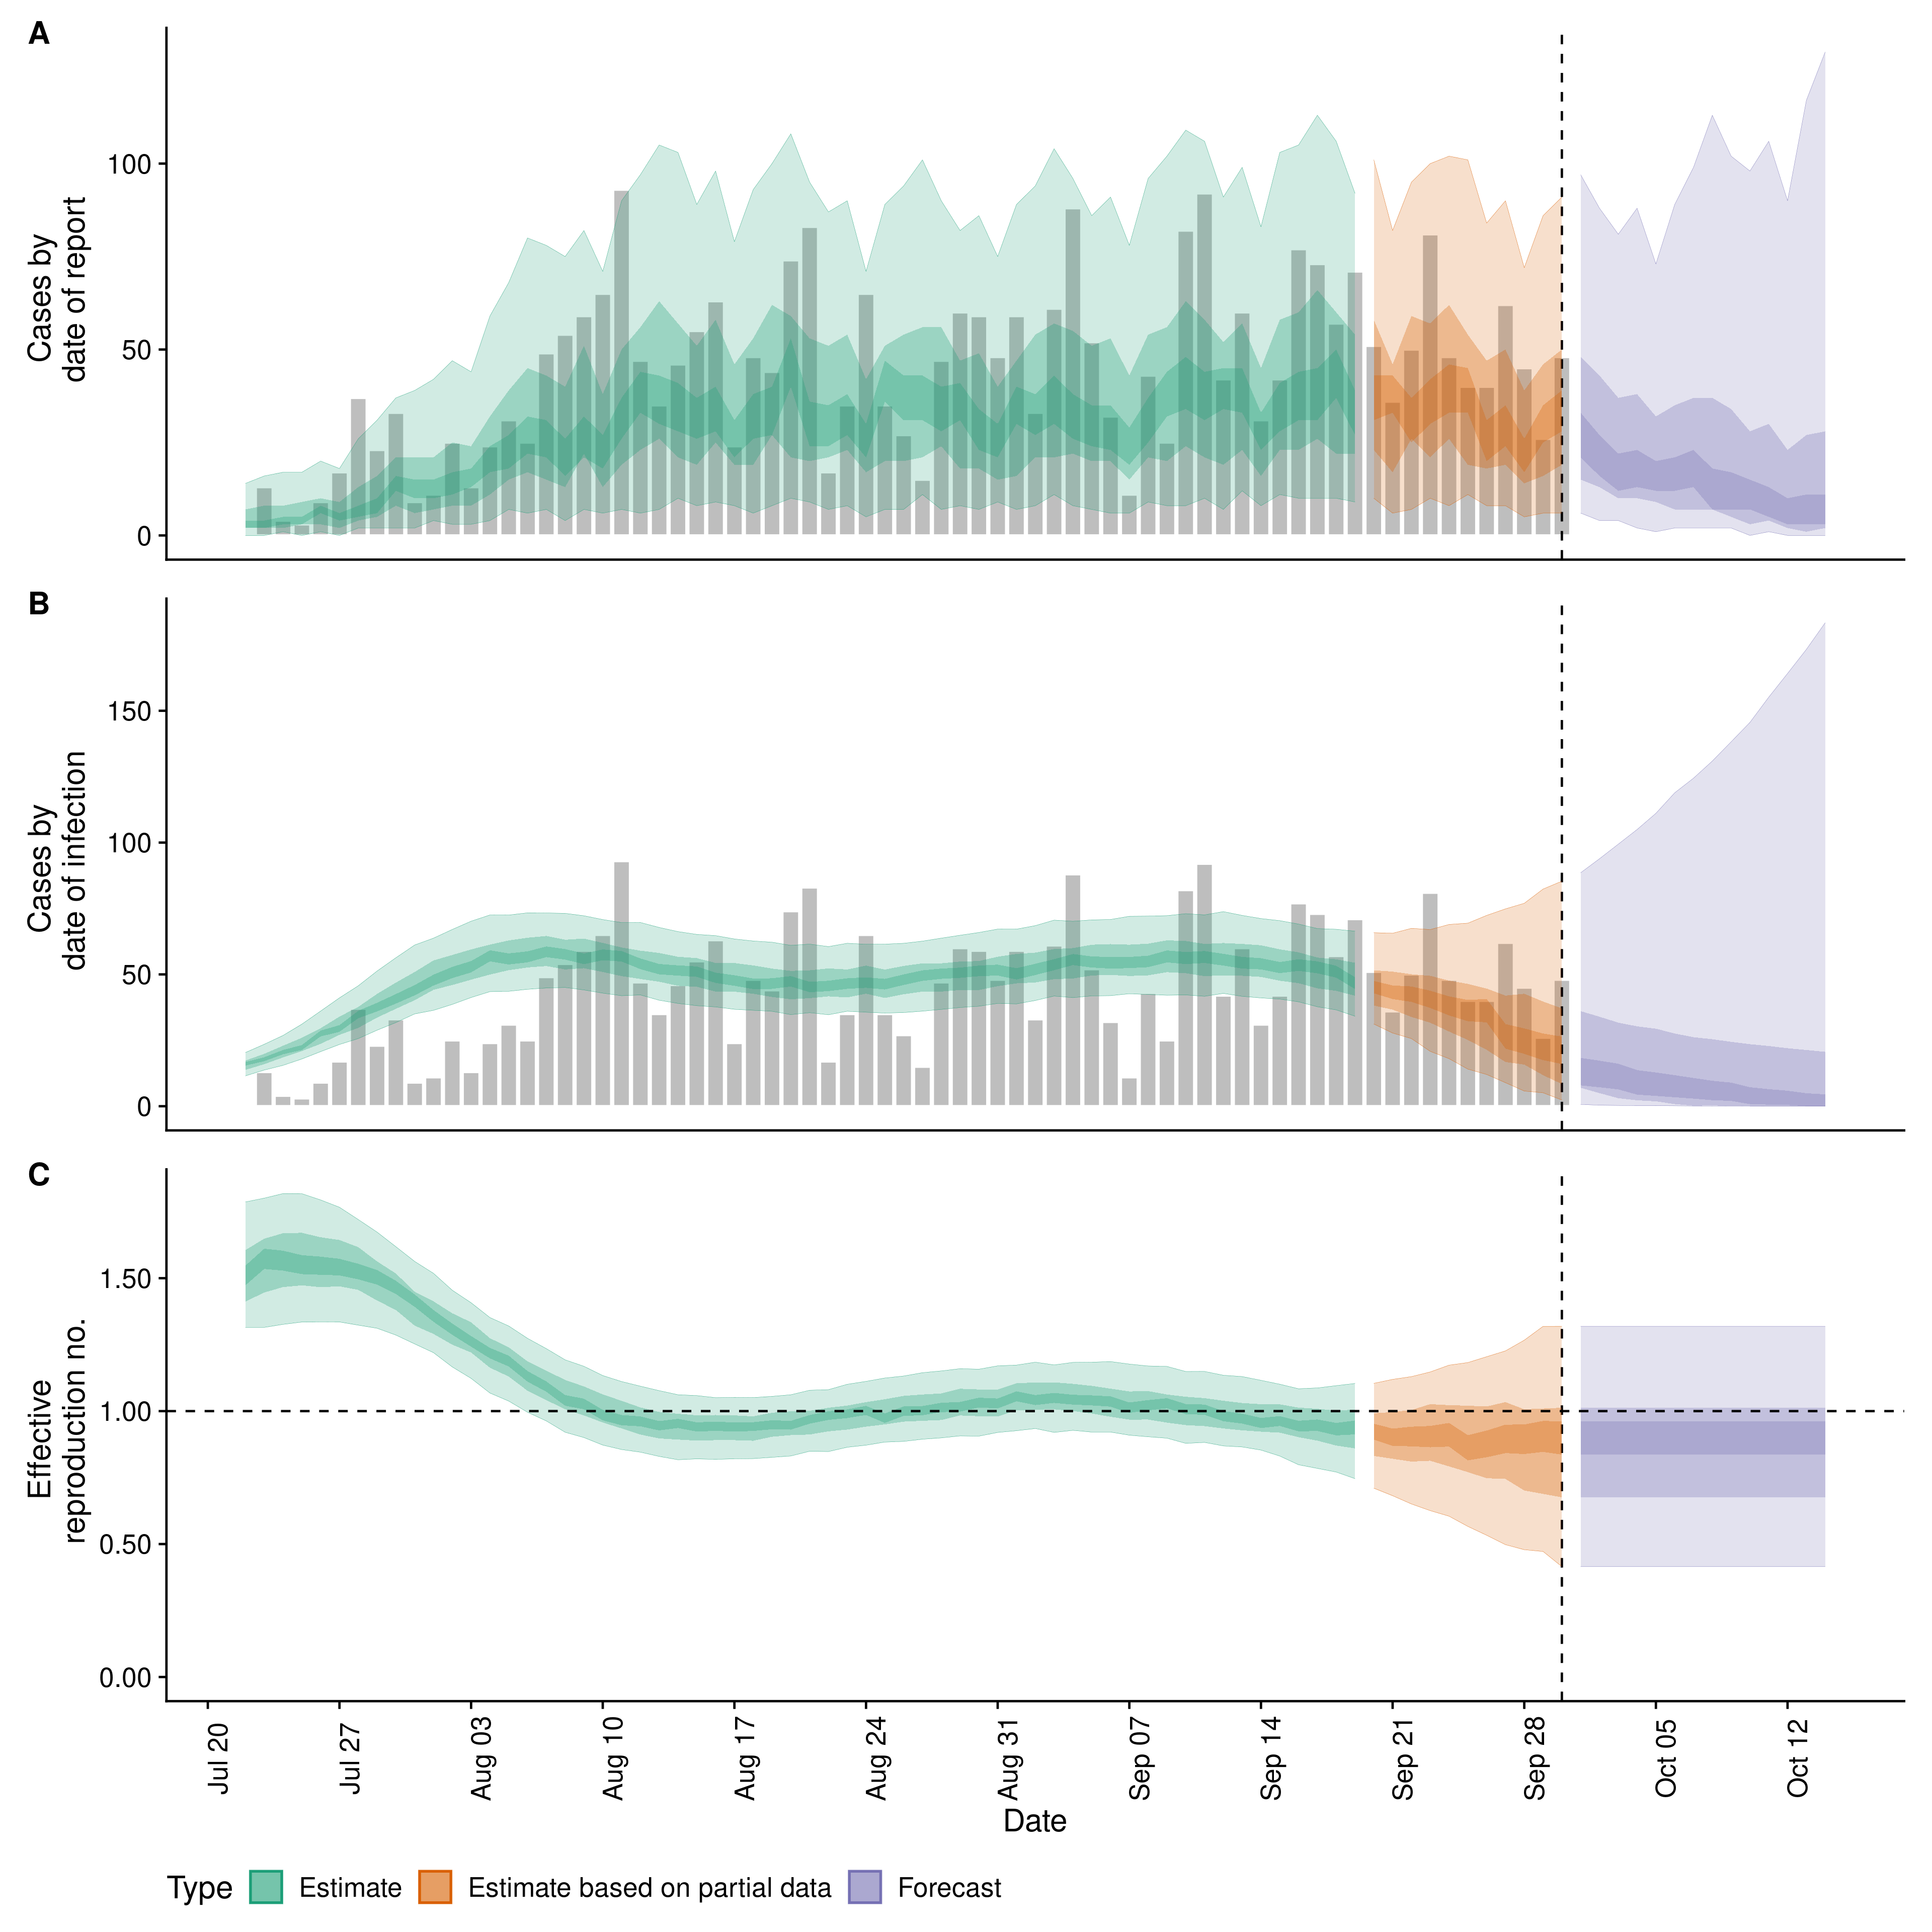 A
Cases by
date of report
100
50
0
B
Cases by
date of infection
150
100
50
0
C
Effective
reproduction no.
1.50
1.00
0.50
0.00
Jul 20
Jul 27
Aug 03
Aug 10
Aug 17
Aug 24
Aug 31
Sep 07
Sep 14
Sep 21
Sep 28
Oct 05
Oct 12
Date
Type Estimate Estimate based on partial data Forecast